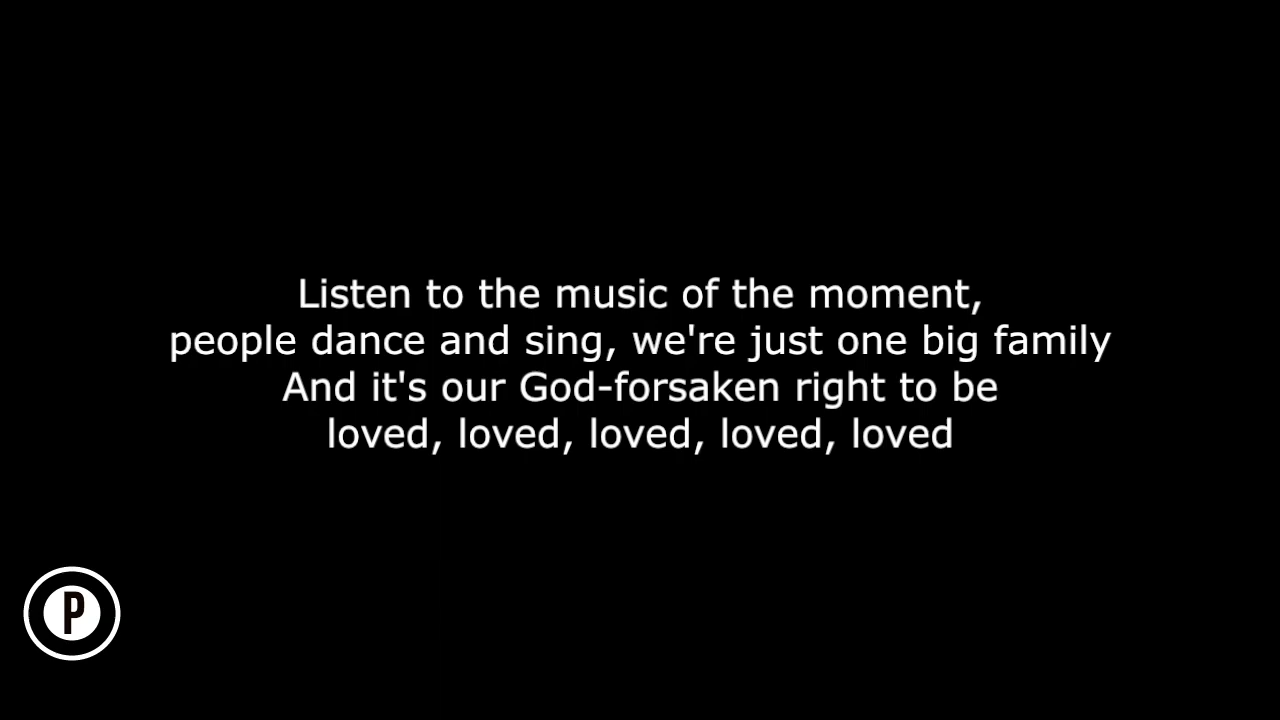 Listen to the music of the moment,
people dance and sing, we're just one big family
And it's our God-forsaken right to be
loved, loved, loved, loved, loved
P